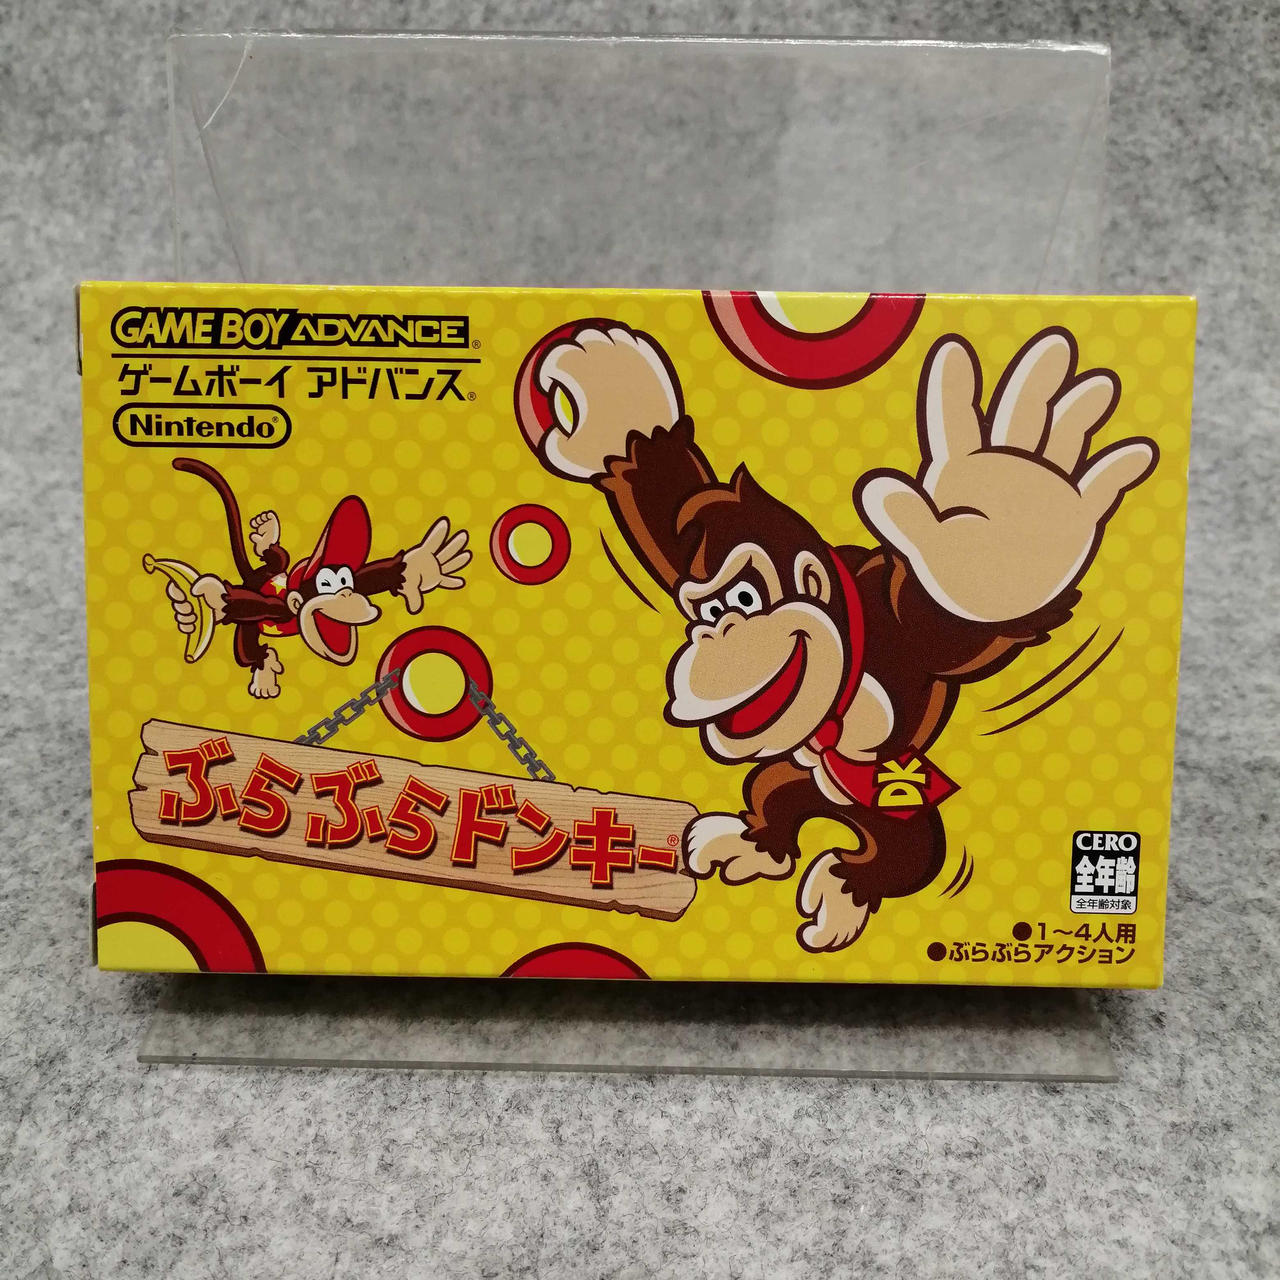 GAME BOY ADVANCE®
ゲームボーイ アドバンス®
Nintendo®
ぶらぶらドンキー®
DK
CERO
全年齢
全年齢対象
●1〜4人用
●ぶらぶらアクション